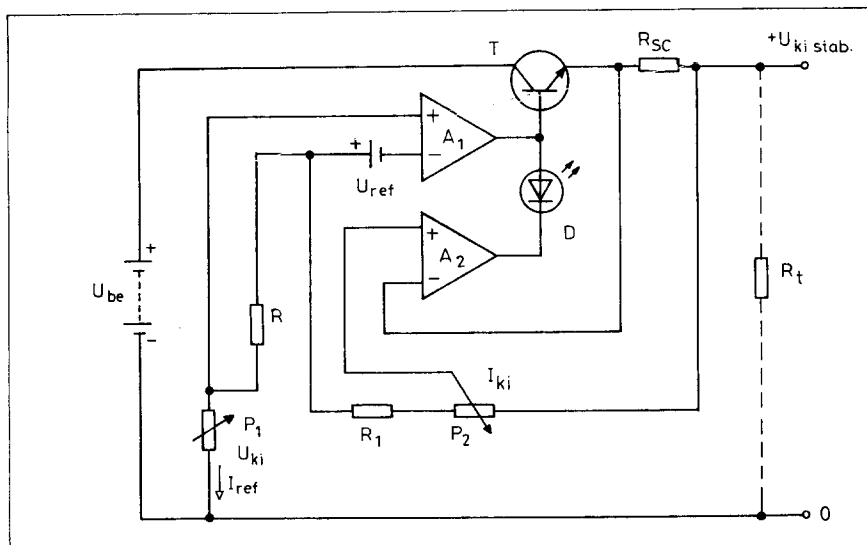 T
R_SC
+U_ki stab.
+
A_1
−
+
U_ref
D
+
A_2
−
+
U_be
−
R
R_t
I_ki
R_1
P_2
P_1
U_ki
I_ref
0